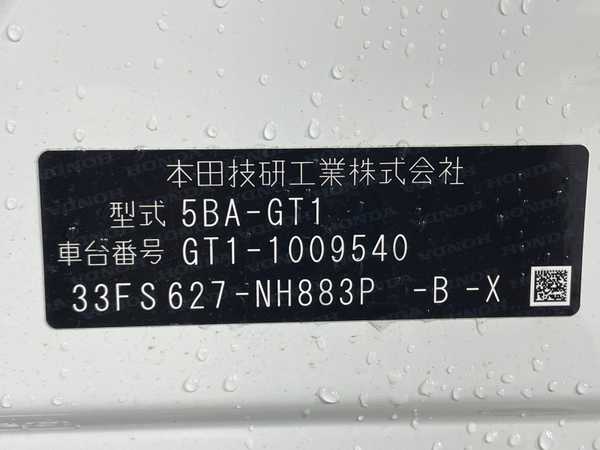 本田技研工業株式会社
型式 5BA-GT1
車台番号 GT1-1009540
33FS627-NH883P -B-X